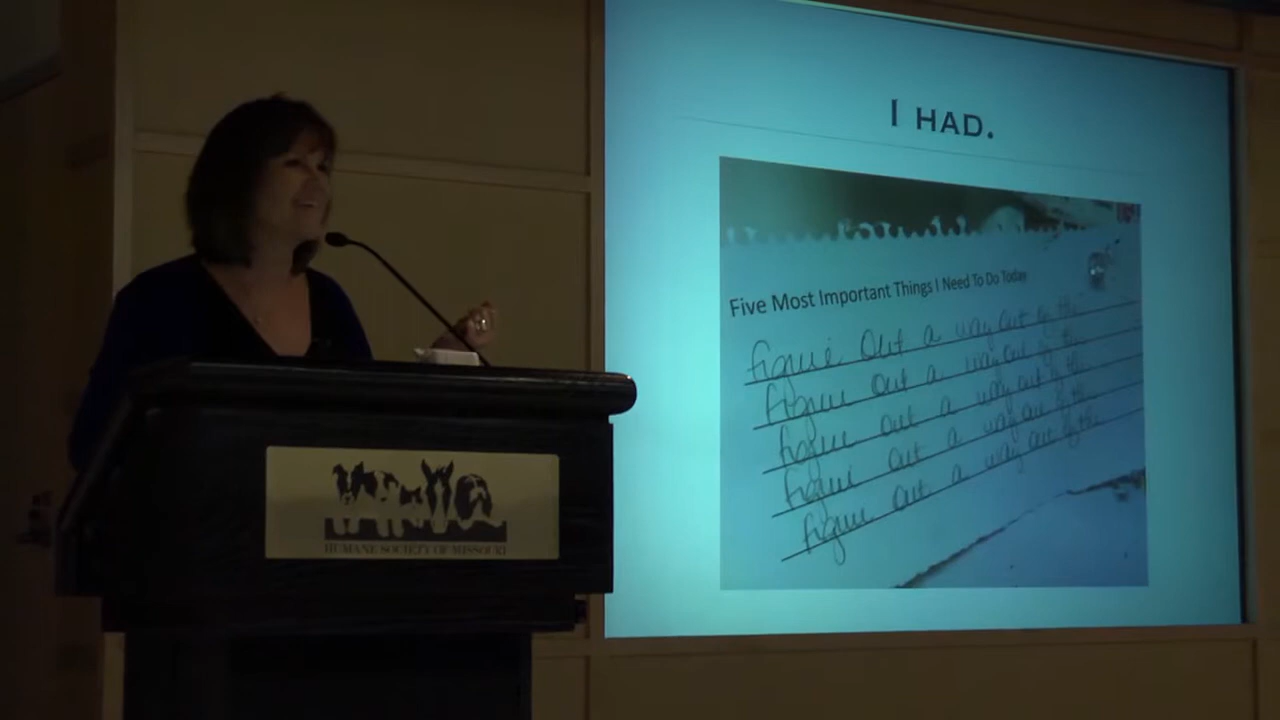 I HAD.
Five Most Important Things I Need To Do Today
figure out a way out of the
figure out a way out of the
figure out a way out of the
figure out a way out of the
figure out a way out of the
HUMANE SOCIETY OF MISSOURI